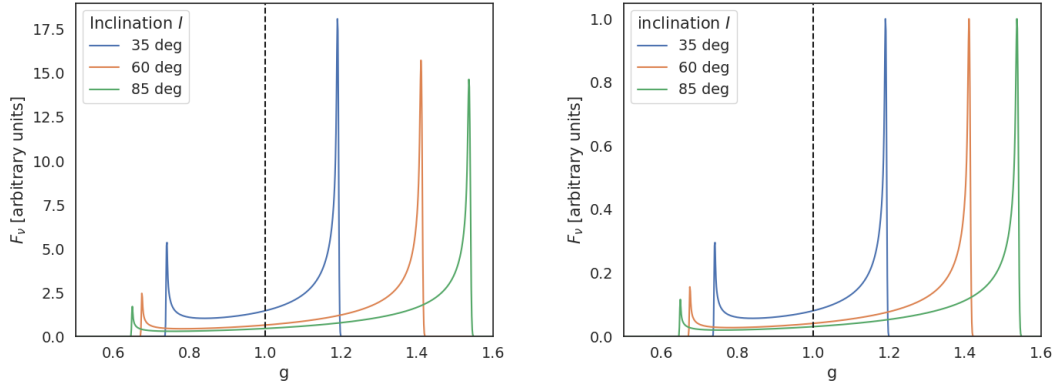 Inclination I
35 deg
60 deg
85 deg
F_ν [arbitrary units]
17.5
15.0
12.5
10.0
7.5
5.0
2.5
0.0
0.6
0.8
1.0
1.2
1.4
1.6
g
inclination I
35 deg
60 deg
85 deg
F_ν [arbitrary units]
1.0
0.8
0.6
0.4
0.2
0.0
0.6
0.8
1.0
1.2
1.4
1.6
g